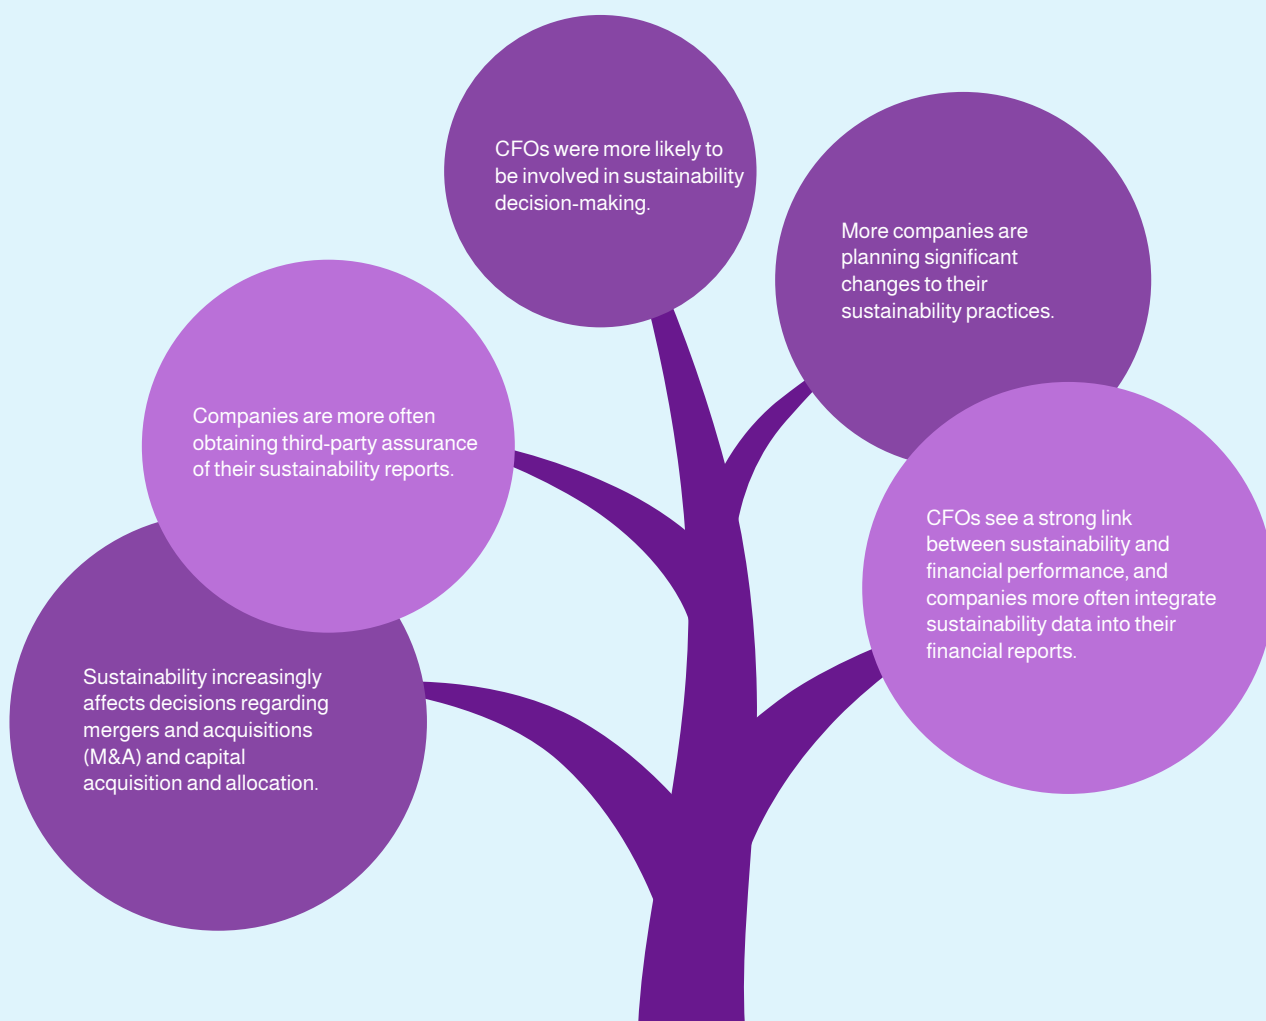 CFOs were more likely to
be involved in sustainability
decision-making.
More companies are
planning significant
changes to their
sustainability practices.
Companies are more often
obtaining third-party assurance
of their sustainability reports.
CFOs see a strong link
between sustainability and
financial performance, and
companies more often integrate
sustainability data into their
financial reports.
Sustainability increasingly
affects decisions regarding
mergers and acquisitions
(M&A) and capital
acquisition and allocation.